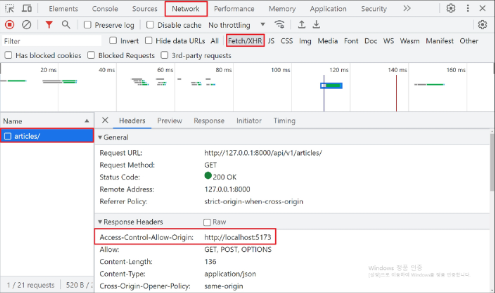 Elements Console Sources Network Performance Memory Application Security
Preserve log Disable cache No throttling
Filter Invert Hide data URLs All Fetch/XHR JS CSS Img Media Font Doc WS Wasm Manifest Other
Has blocked cookies Blocked Requests 3rd-party requests
20 ms 40 ms 60 ms 80 ms 100 ms 120 ms 140 ms 160 ms
Name Headers Preview Response Initiator Timing
articles/
General
Request URL: http://127.0.0.1:8000/api/v1/articles/
Request Method: GET
Status Code: 200 OK
Remote Address: 127.0.0.1:8000
Referrer Policy: strict-origin-when-cross-origin
Response Headers Raw
Access-Control-Allow-Origin: http://localhost:5173
Allow: GET, POST, OPTIONS
Content-Length: 136
Content-Type: application/json
Cross-Origin-Opener-Policy: same-origin
Windows 정품 인증
1 / 21 requests 520 B / 2